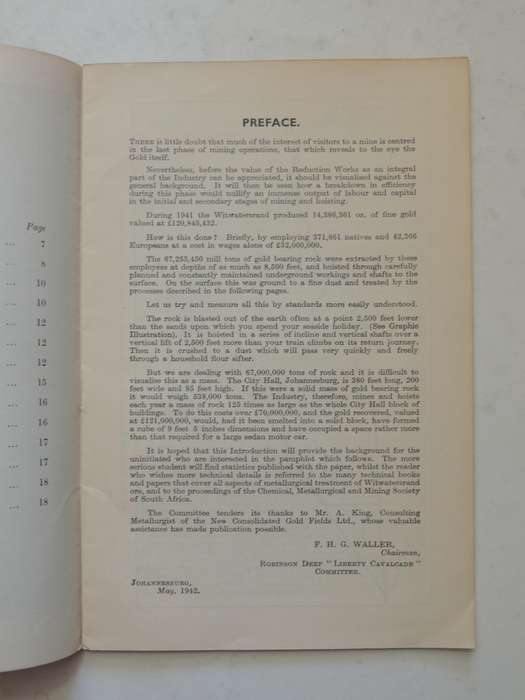 Page
... 7
... 8
... 10
... 10
... 12
... 12
... 12
... 15
... 16
... 16
... 17
... 17
... 18
... 18
PREFACE.
THERE is little doubt that much of the interest of visitors to a mine is centred
in the last phase of mining operations, that which reveals to the eye the
Gold itself.
Nevertheless, before the value of the Reduction Works as an integral
part of the Industry can be appreciated, it should be visualised against the
general background. It will then be seen how a breakdown in efficiency
during this phase would nullify an immense output of labour and capital
in the initial and secondary stages of mining and hoisting.
During 1941 the Witwatersrand produced 14,386,361 oz. of fine gold
valued at £120,845,432.
How is this done? Briefly, by employing 371,861 natives and 42,366
Europeans at a cost in wages alone of £32,000,000.
The 67,255,450 mill tons of gold bearing rock were extracted by these
employees at depths of as much as 8,500 feet, and hoisted through carefully
planned and constantly maintained underground workings and shafts to the
surface. On the surface this was ground to a fine dust and treated by the
processes described in the following pages.
Let us try and measure all this by standards more easily understood.
The rock is blasted out of the earth often at a point 2,500 feet lower
than the sands upon which you spend your seaside holiday. (See Graphic
Illustration). It is hoisted in a series of incline and vertical shafts over a
vertical lift of 2,500 feet more than your train climbs on its return journey.
Then it is crushed to a dust which will pass very quickly and freely
through a household flour sifter.
But we are dealing with 67,000,000 tons of rock and it is difficult to
visualise this as a mass. The City Hall, Johannesburg, is 380 feet long, 200
feet wide and 85 feet high. If this were a solid mass of gold bearing rock
it would weigh 538,000 tons. The Industry, therefore, mines and hoists
each year a mass of rock 125 times as large as the whole City Hall block of
buildings. To do this costs over £70,000,000, and the gold recovered, valued
at £121,000,000, would, had it been smelted into a solid block, have formed
a cube of 9 feet 5 inches dimensions and have occupied a space rather more
than that required for a large sedan motor car.
It is hoped that this Introduction will provide the background for the
uninitiated who are interested in the pamphlet which follows. The more
serious student will find statistics published with the paper, whilst the reader
who wishes more technical details is referred to the many technical books
and papers that cover all aspects of metallurgical treatment of Witwatersrand
ore, and to the proceedings of the Chemical, Metallurgical and Mining Society
of South Africa.
The Committee tenders its thanks to Mr. A. King, Consulting
Metallurgist of the New Consolidated Gold Fields Ltd., whose valuable
assistance has made publication possible.
F. H. G. WALLER,
Chairman,
ROBINSON DEEP "LIBERTY CAVALCADE"
COMMITTEE.
JOHANNESBURG,
May, 1942.